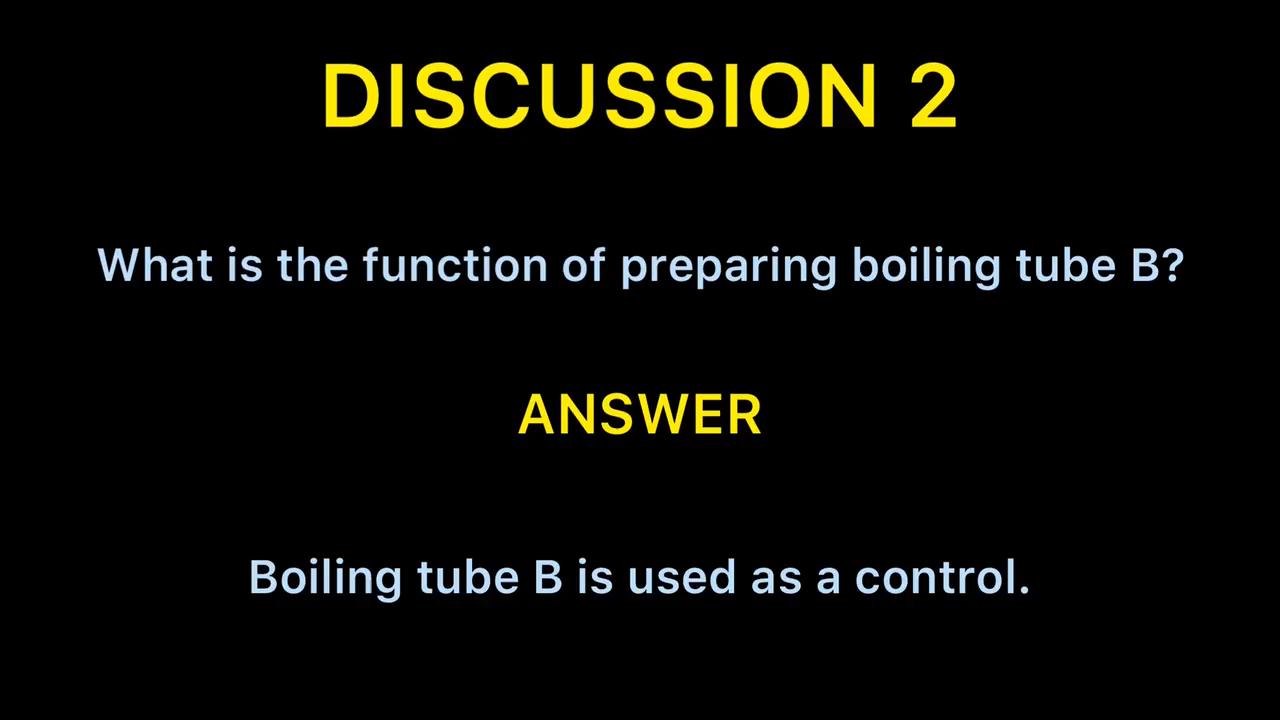 DISCUSSION 2
What is the function of preparing boiling tube B?
ANSWER
Boiling tube B is used as a control.